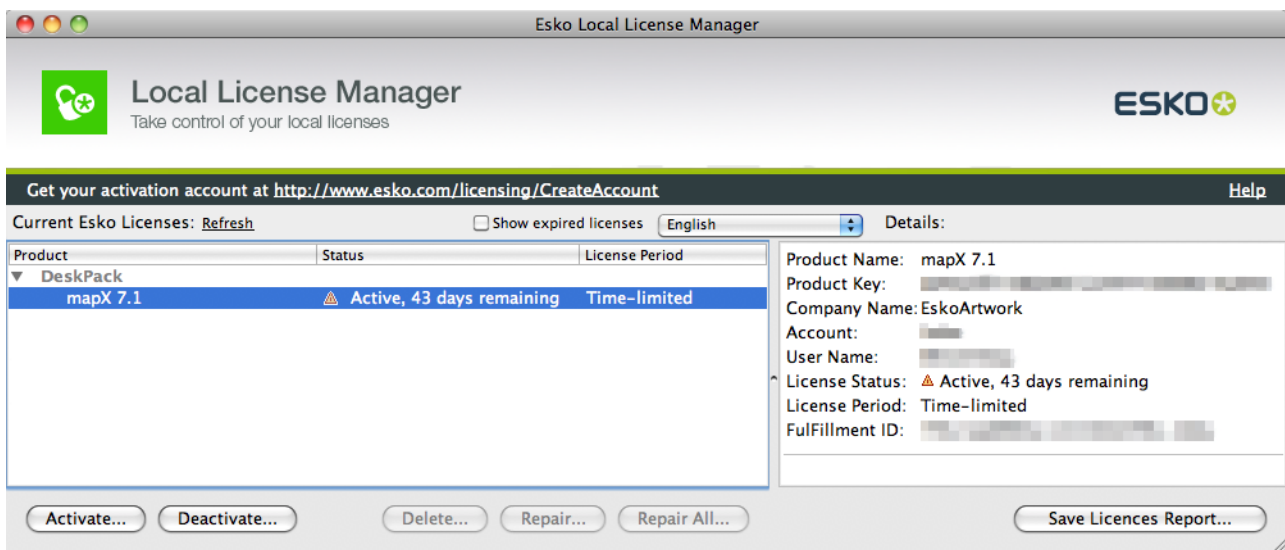 Esko Local License Manager
Local License Manager
Take control of your local licenses
ESKO
Get your activation account at http://www.esko.com/licensing/CreateAccount
Help
Current Esko Licenses: Refresh
Show expired licenses
English
Details:
Product Status License Period
DeskPack
mapX 7.1 Active, 43 days remaining Time-limited
Product Name: mapX 7.1
Product Key:
Company Name: EskoArtwork
Account:
User Name:
License Status: Active, 43 days remaining
License Period: Time-limited
FulFillment ID:
Activate... Deactivate... Delete... Repair... Repair All... Save Licences Report...